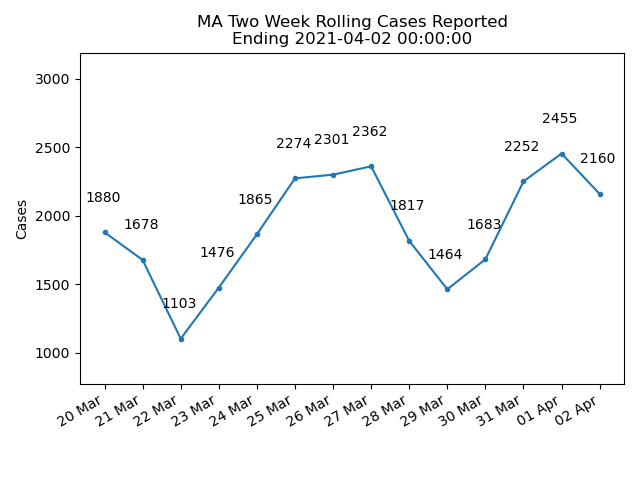 MA Two Week Rolling Cases Reported
Ending 2021-04-02 00:00:00
Cases
3000
2500
2000
1500
1000
1880
1678
1103
1476
1865
2274
2301
2362
1817
1464
1683
2252
2455
2160
20 Mar
21 Mar
22 Mar
23 Mar
24 Mar
25 Mar
26 Mar
27 Mar
28 Mar
29 Mar
30 Mar
31 Mar
01 Apr
02 Apr